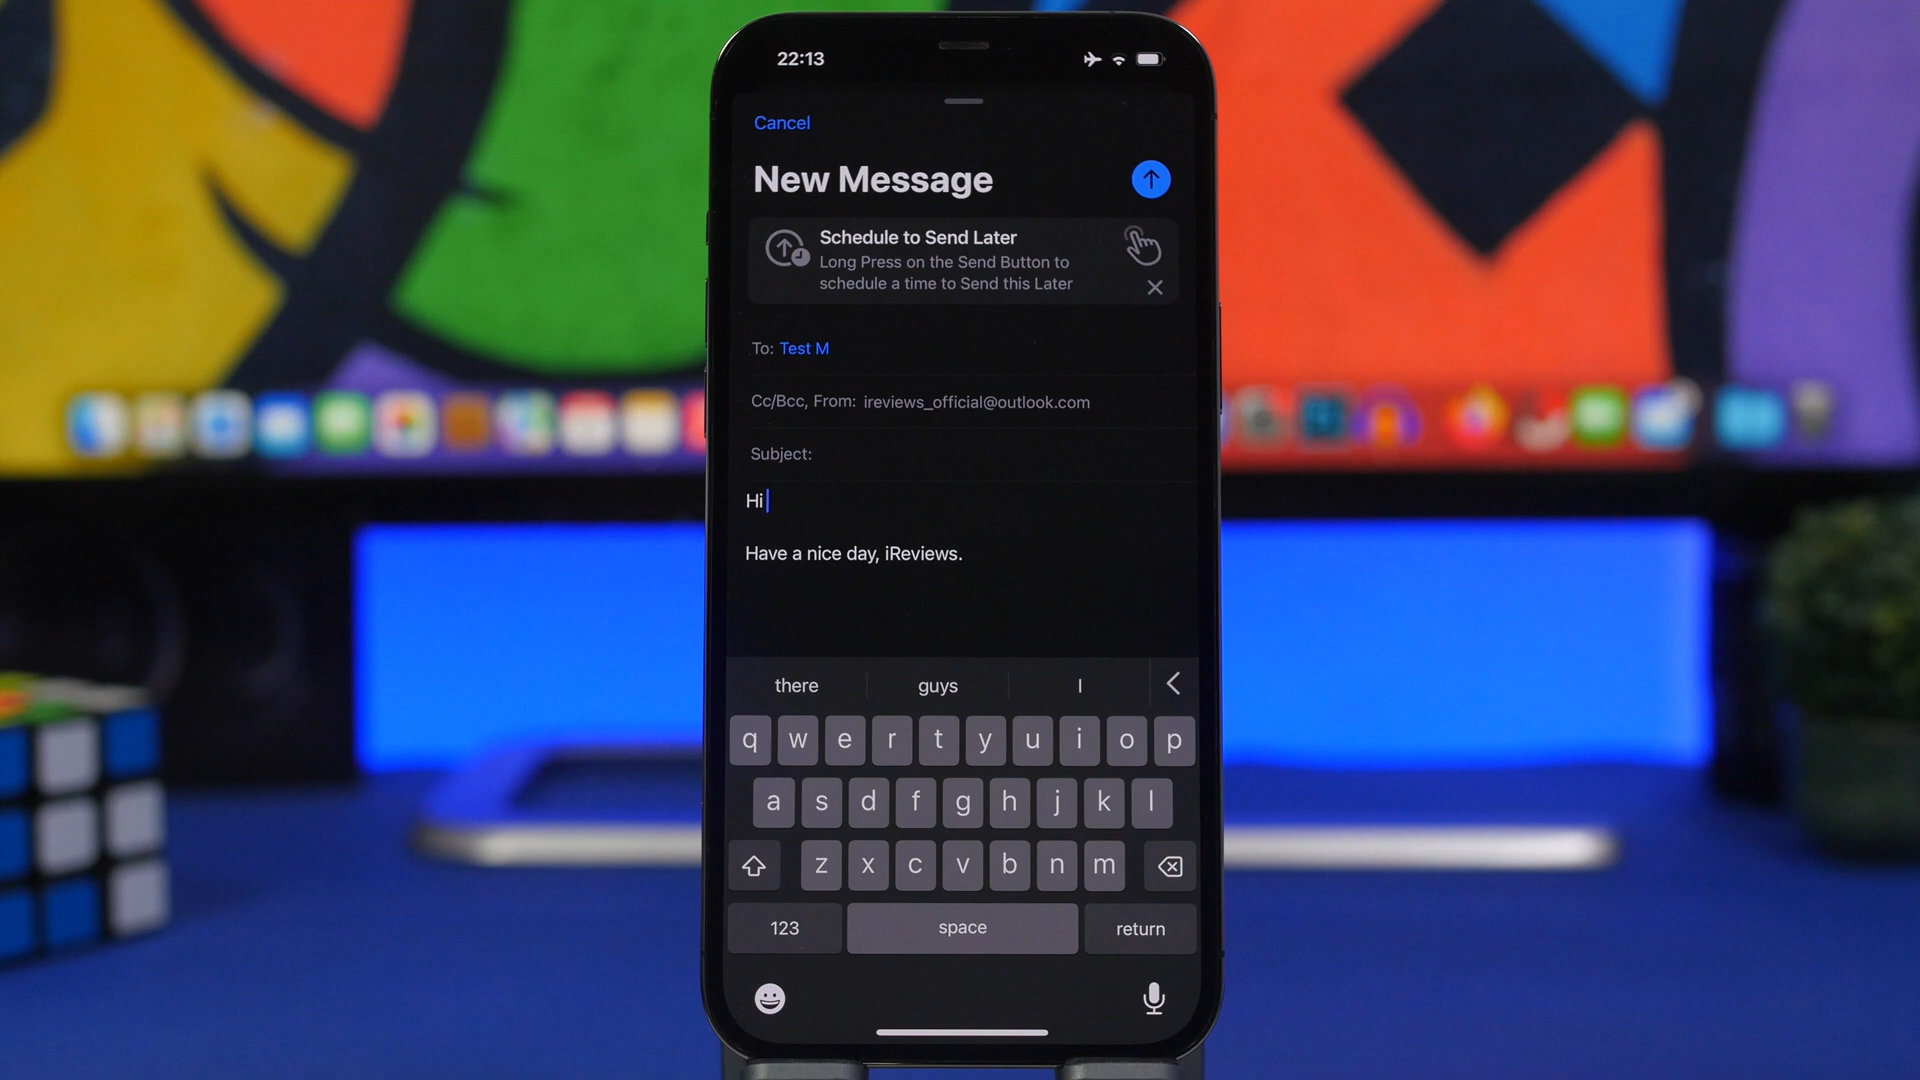 22:13
Cancel
New Message
Schedule to Send Later
Long Press on the Send Button to
schedule a time to Send this Later
To: Test M
Cc/Bcc, From: ireviews_official@outlook.com
Subject:
Hi
Have a nice day, iReviews.
there guys I
q w e r t y u i o p
a s d f g h j k l
z x c v b n m
123 space return